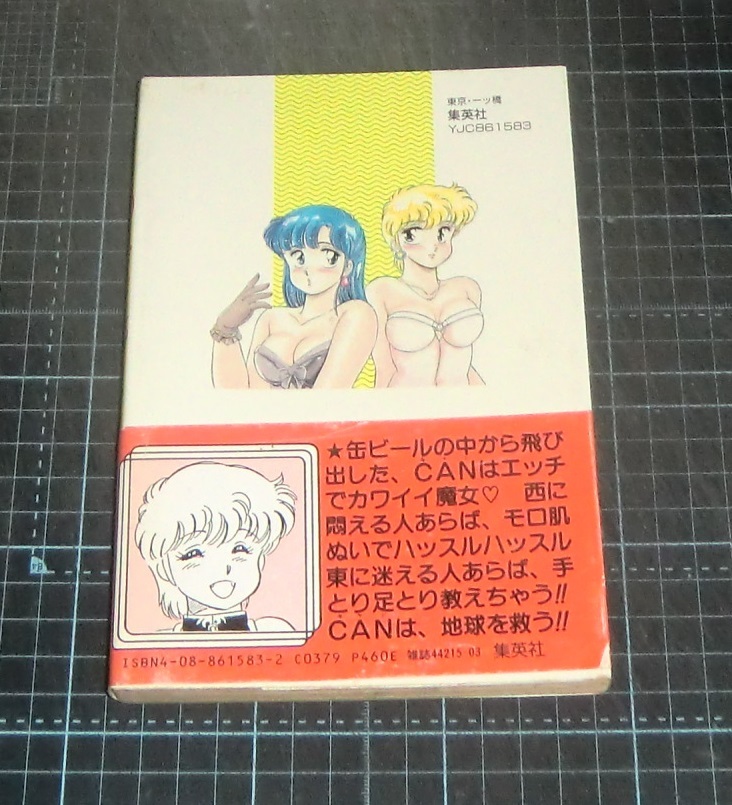 東京・一ツ橋
集英社
YJC861583
★缶ビールの中から飛び
出した、CANはエッチ
でカワイイ魔女♡　西に
悶える人あらば、モロ肌
ぬいでハッスルハッスル
東に迷える人あらば、手
とり足とり教えちゃう!!
CANは、地球を救う!!
ISBN4-08-861583-2 C0379 P460E 雑誌44215-03 集英社